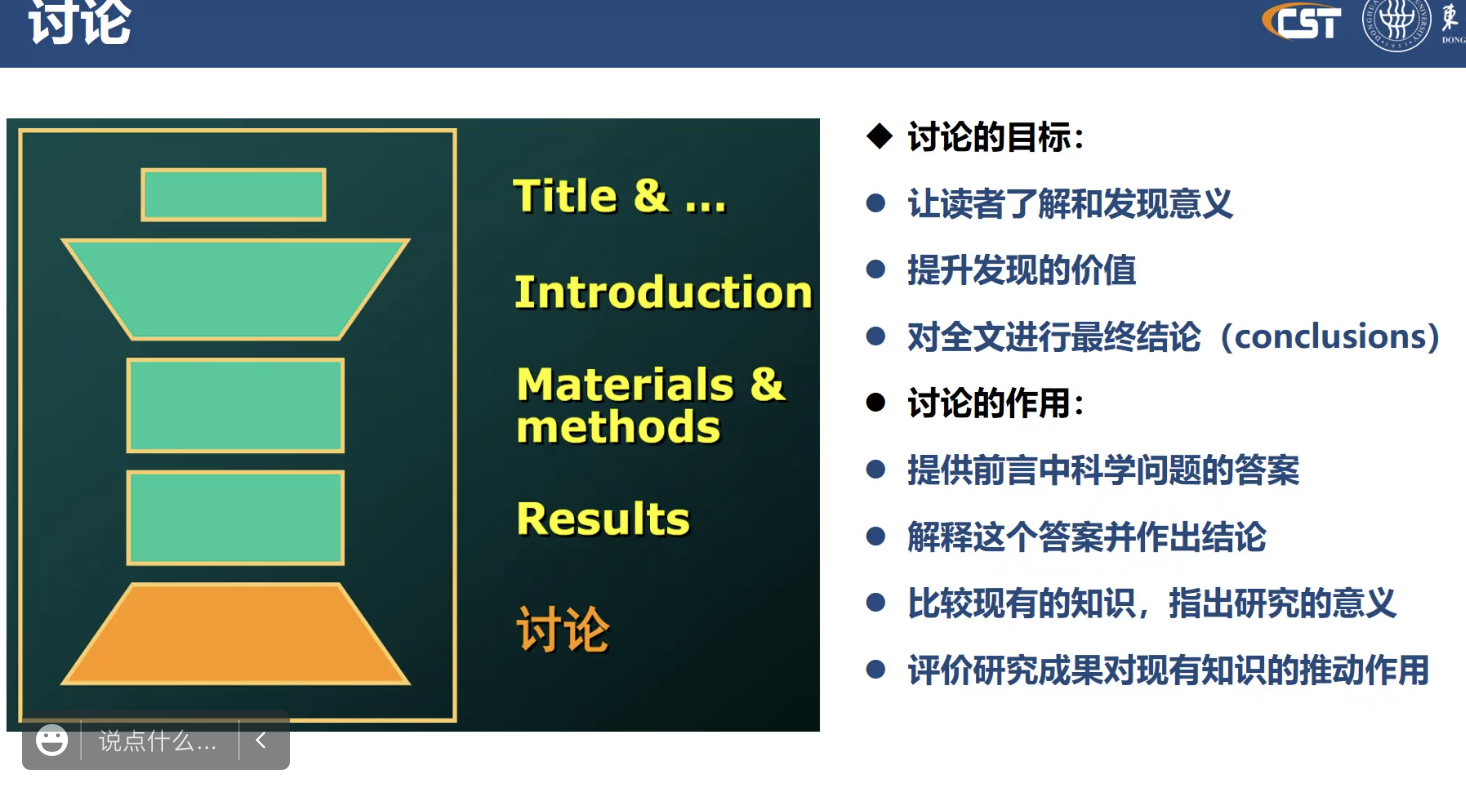 讨论
CST
DONGHUA UNIVERSITY
1951
東
DONG
Title & ...
Introduction
Materials &
methods
Results
讨论
◆ 讨论的目标：
● 让读者了解和发现意义
● 提升发现的价值
● 对全文进行最终结论（conclusions）
● 讨论的作用：
● 提供前言中科学问题的答案
● 解释这个答案并作出结论
● 比较现有的知识，指出研究的意义
● 评价研究成果对现有知识的推动作用
说点什么...